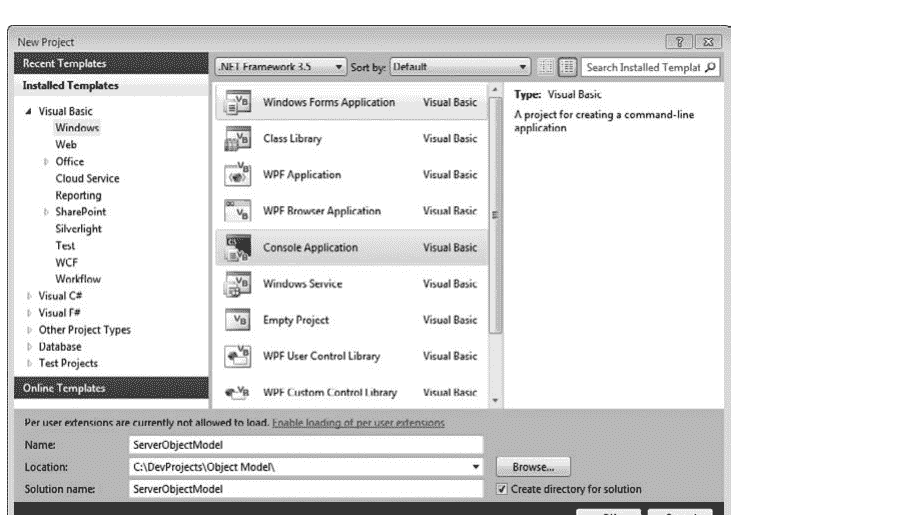 New Project
Recent Templates
.NET Framework 3.5
Sort by:
Default
Search Installed Templat
Installed Templates
Visual Basic
Windows
Web
Office
Cloud Service
Reporting
SharePoint
Silverlight
Test
WCF
Workflow
Visual C#
Visual F#
Other Project Types
Database
Test Projects
Online Templates
Windows Forms Application Visual Basic
Class Library Visual Basic
WPF Application Visual Basic
WPF Browser Application Visual Basic
Console Application Visual Basic
Windows Service Visual Basic
Empty Project Visual Basic
WPF User Control Library Visual Basic
WPF Custom Control Library Visual Basic
Type: Visual Basic
A project for creating a command-line
application
Per user extensions are currently not allowed to load. Enable loading of per user extensions
Name: ServerObjectModel
Location: C:\DevProjects\Object Model\ Browse...
Solution name: ServerObjectModel
Create directory for solution